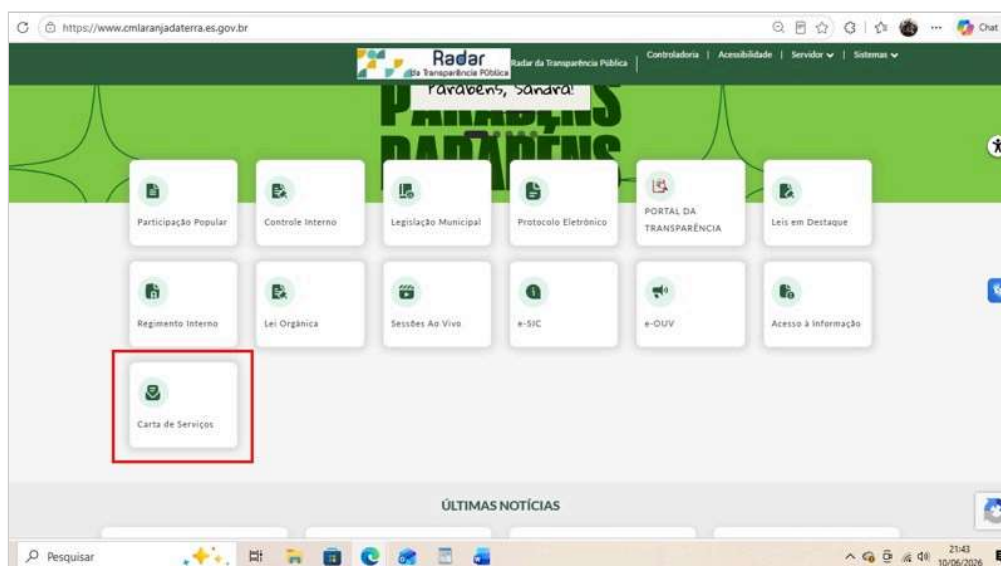 https://www.cmlaranjadaterra.es.gov.br
Chat
Radar
da Transparência Pública
Radar da Transparência Pública
Controladoria | Acessibilidade | Servidor | Sistemas
Parabéns, Sandra!
PARABÉNS
PARABÉNS
Participação Popular
Controle Interno
Legislação Municipal
Protocolo Eletrônico
PORTAL DA
TRANSPARÊNCIA
Leis em Destaque
Regimento Interno
Lei Orgânica
Sessões Ao Vivo
e-SIC
e-OUV
Acesso à Informação
Carta de Serviços
ÚLTIMAS NOTÍCIAS
Pesquisar
21:43
10/06/2026